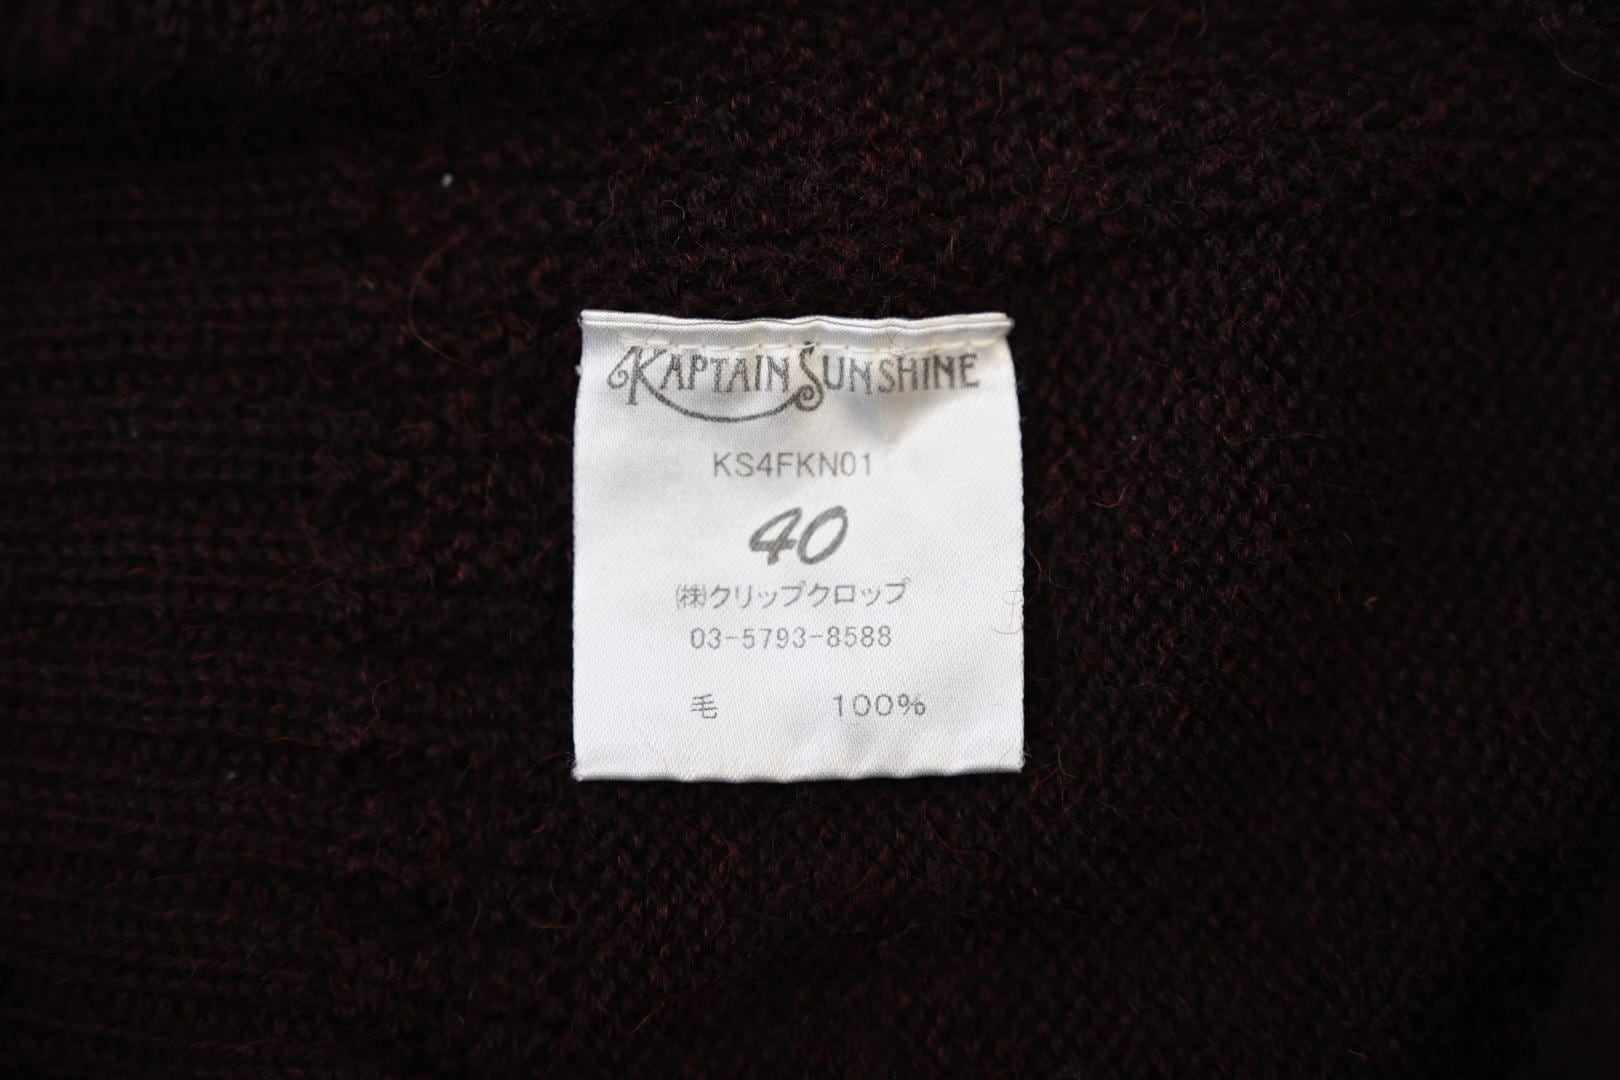 KAPTAIN SUNSHINE
KS4FKN01
40
㈱クリップクロップ
03-5793-8588
毛 100%